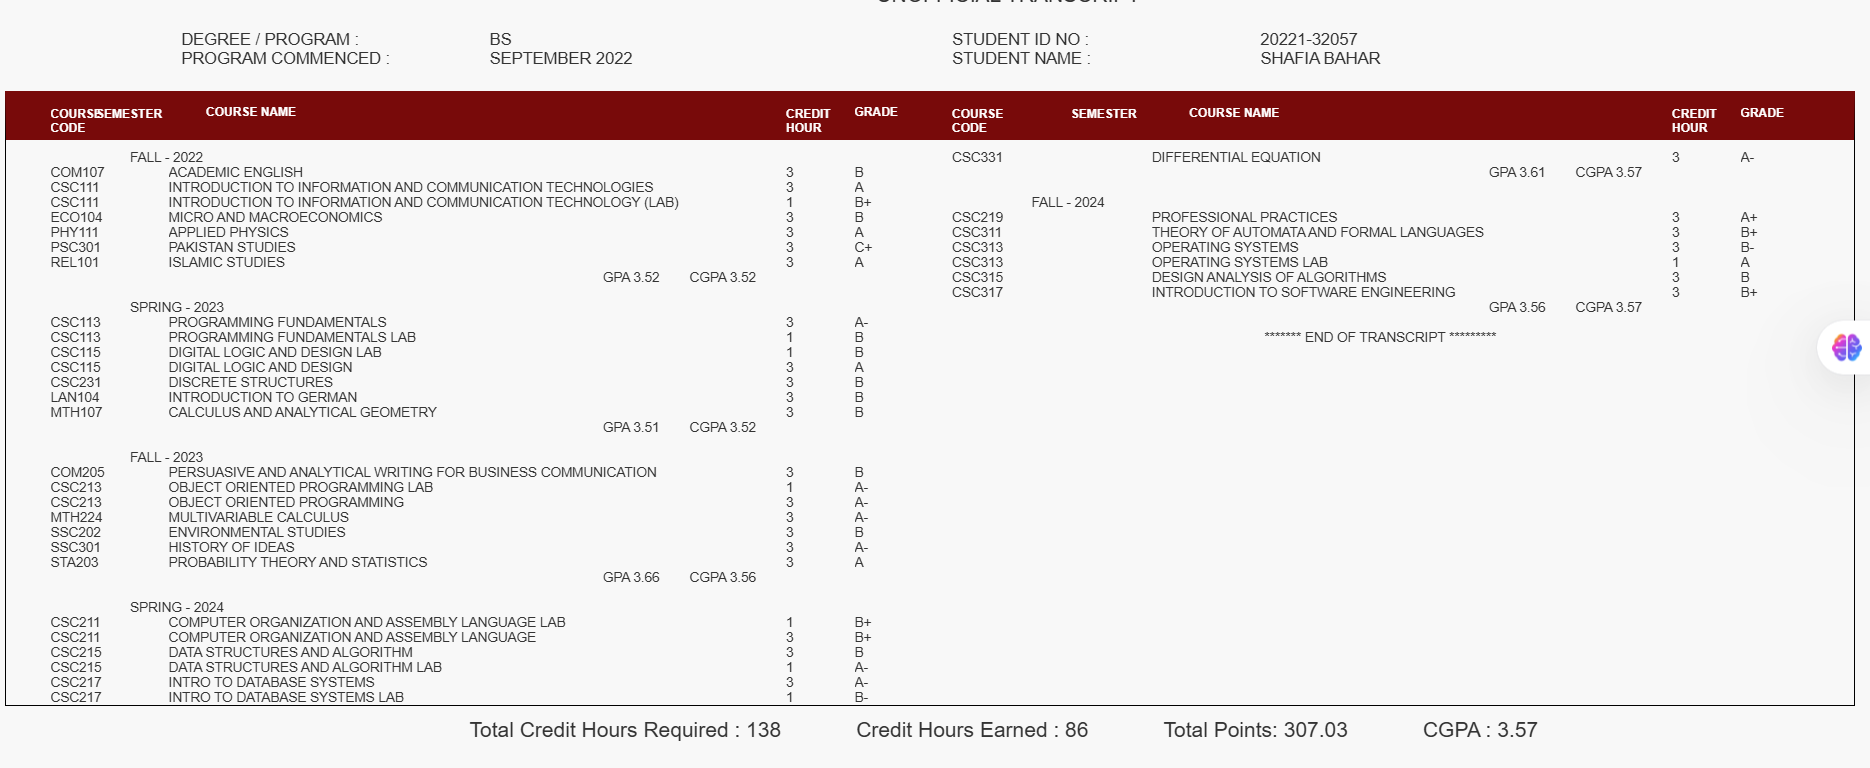 UNOFFICIAL TRANSCRIPT
DEGREE / PROGRAM : BS STUDENT ID NO : 20221-32057
PROGRAM COMMENCED : SEPTEMBER 2022 STUDENT NAME : SHAFIA BAHAR
COURSE CODE SEMESTER COURSE NAME CREDIT HOUR GRADE
FALL - 2022
COM107 ACADEMIC ENGLISH 3 B
CSC111 INTRODUCTION TO INFORMATION AND COMMUNICATION TECHNOLOGIES 3 A
CSC111 INTRODUCTION TO INFORMATION AND COMMUNICATION TECHNOLOGY (LAB) 1 B+
ECO104 MICRO AND MACROECONOMICS 3 B
PHY111 APPLIED PHYSICS 3 A
PSC301 PAKISTAN STUDIES 3 C+
REL101 ISLAMIC STUDIES 3 A
GPA 3.52 CGPA 3.52
SPRING - 2023
CSC113 PROGRAMMING FUNDAMENTALS 3 A-
CSC113 PROGRAMMING FUNDAMENTALS LAB 1 B
CSC115 DIGITAL LOGIC AND DESIGN LAB 1 B
CSC115 DIGITAL LOGIC AND DESIGN 3 A
CSC231 DISCRETE STRUCTURES 3 B
LAN104 INTRODUCTION TO GERMAN 3 B
MTH107 CALCULUS AND ANALYTICAL GEOMETRY 3 B
GPA 3.51 CGPA 3.52
FALL - 2023
COM205 PERSUASIVE AND ANALYTICAL WRITING FOR BUSINESS COMMUNICATION 3 B
CSC213 OBJECT ORIENTED PROGRAMMING LAB 1 A-
CSC213 OBJECT ORIENTED PROGRAMMING 3 A-
MTH224 MULTIVARIABLE CALCULUS 3 A-
SSC202 ENVIRONMENTAL STUDIES 3 B
SSC301 HISTORY OF IDEAS 3 A-
STA203 PROBABILITY THEORY AND STATISTICS 3 A
GPA 3.66 CGPA 3.56
SPRING - 2024
CSC211 COMPUTER ORGANIZATION AND ASSEMBLY LANGUAGE LAB 1 B+
CSC211 COMPUTER ORGANIZATION AND ASSEMBLY LANGUAGE 3 B+
CSC215 DATA STRUCTURES AND ALGORITHM 3 B
CSC215 DATA STRUCTURES AND ALGORITHM LAB 1 A-
CSC217 INTRO TO DATABASE SYSTEMS 3 A-
CSC217 INTRO TO DATABASE SYSTEMS LAB 1 B-
COURSE CODE SEMESTER COURSE NAME CREDIT HOUR GRADE
CSC331 DIFFERENTIAL EQUATION 3 A-
GPA 3.61 CGPA 3.57
FALL - 2024
CSC219 PROFESSIONAL PRACTICES 3 A+
CSC311 THEORY OF AUTOMATA AND FORMAL LANGUAGES 3 B+
CSC313 OPERATING SYSTEMS 3 B-
CSC313 OPERATING SYSTEMS LAB 1 A
CSC315 DESIGN ANALYSIS OF ALGORITHMS 3 B
CSC317 INTRODUCTION TO SOFTWARE ENGINEERING 3 B+
GPA 3.56 CGPA 3.57
******* END OF TRANSCRIPT *********
Total Credit Hours Required : 138 Credit Hours Earned : 86 Total Points: 307.03 CGPA : 3.57